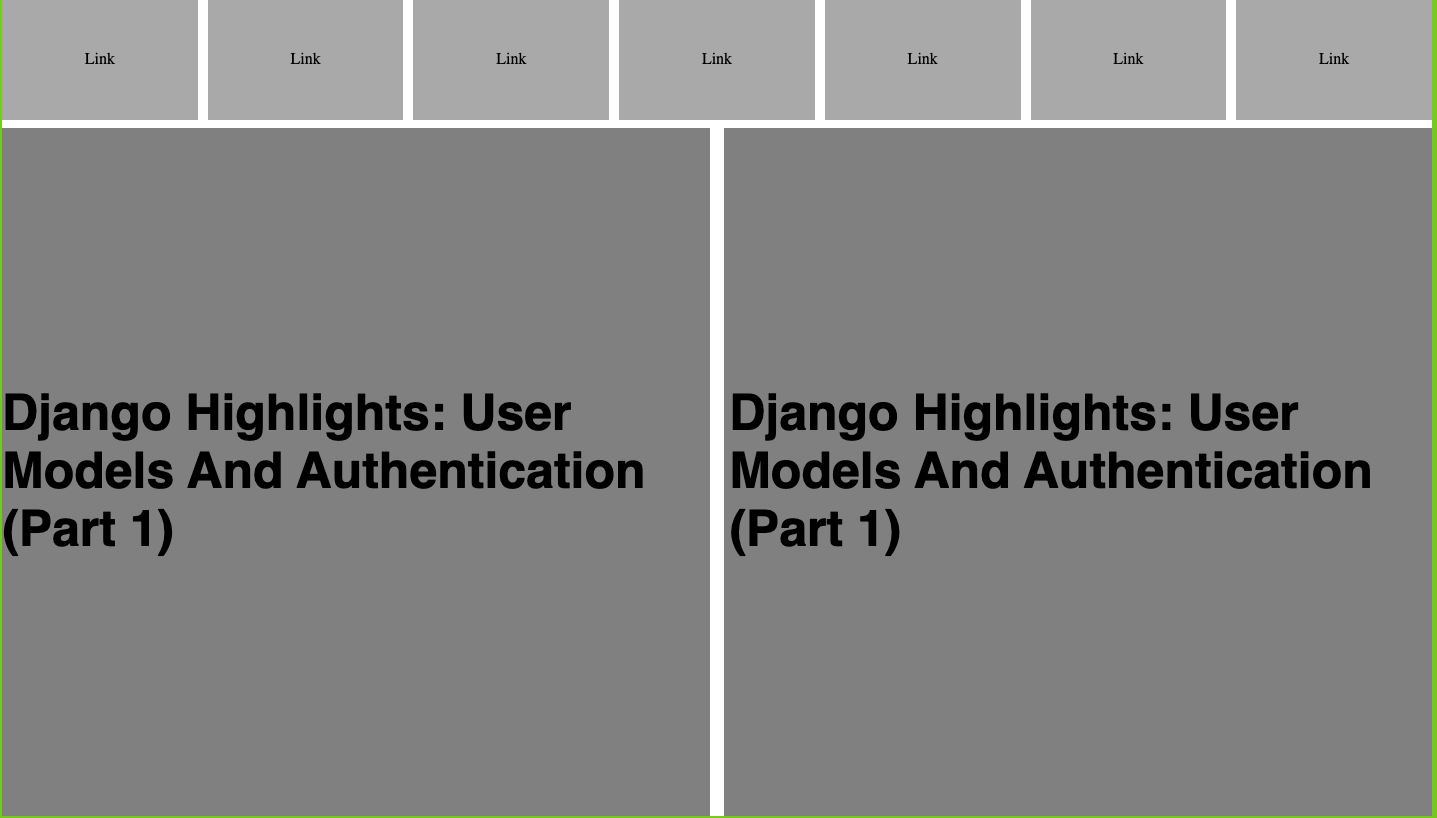 Link
Link
Link
Link
Link
Link
Link
Django Highlights: User
Models And Authentication
(Part 1)
Django Highlights: User
Models And Authentication
(Part 1)